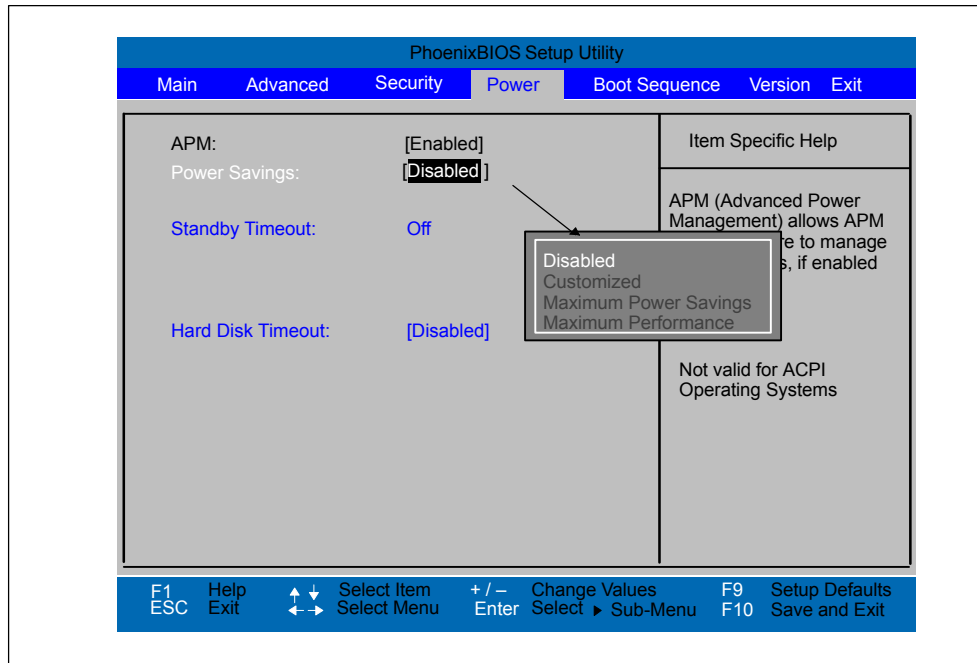 PhoenixBIOS Setup Utility
Main Advanced Security Power Boot Sequence Version Exit
APM: [Enabled]
Power Savings: [Disabled ]
Standby Timeout: Off
Hard Disk Timeout: [Disabled]
Disabled
Customized
Maximum Power Savings
Maximum Performance
Item Specific Help
APM (Advanced Power
Management) allows APM
re to manage
, if enabled
Not valid for ACPI
Operating Systems
F1 Help Select Item + / – Change Values F9 Setup Defaults
ESC Exit Select Menu Enter Select ▶ Sub-Menu F10 Save and Exit